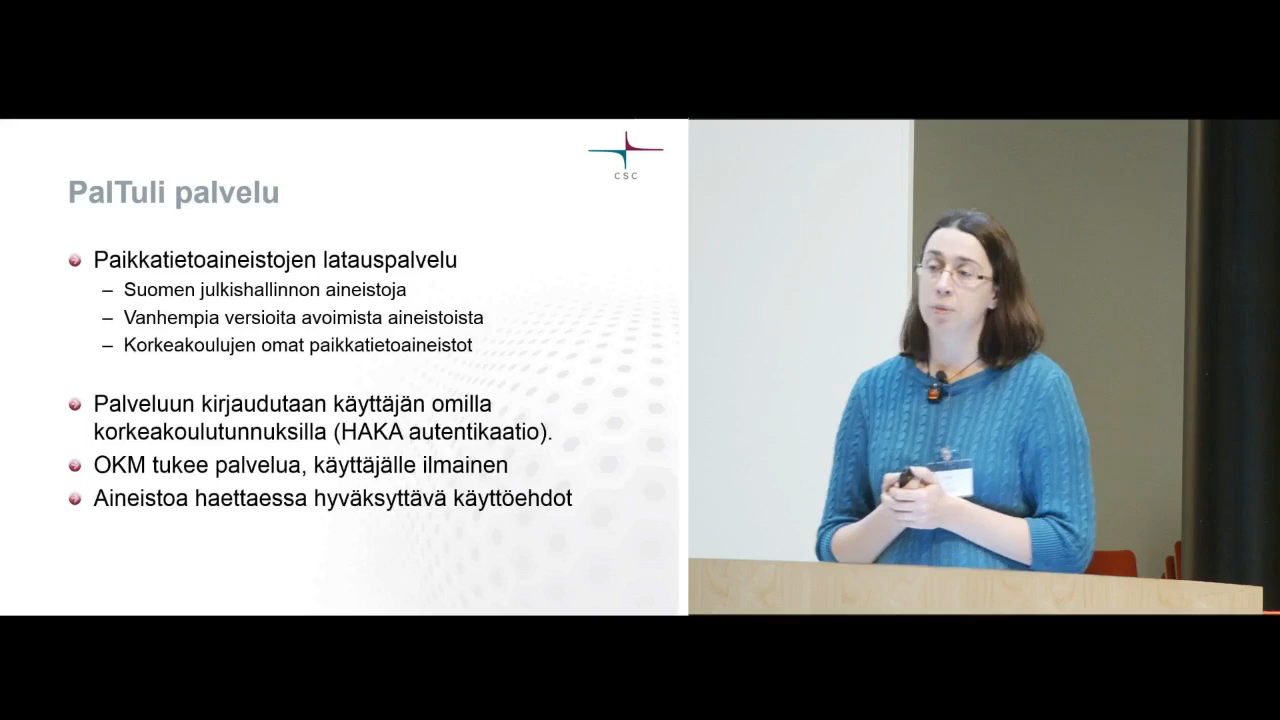 CSC
PalTuli palvelu
Paikkatietoaineistojen latauspalvelu
– Suomen julkishallinnon aineistoja
– Vanhempia versioita avoimista aineistoista
– Korkeakoulujen omat paikkatietoaineistot
Palveluun kirjaudutaan käyttäjän omilla
korkeakoulutunnuksilla (HAKA autentikaatio).
OKM tukee palvelua, käyttäjälle ilmainen
Aineistoa haettaessa hyväksyttävä käyttöehdot